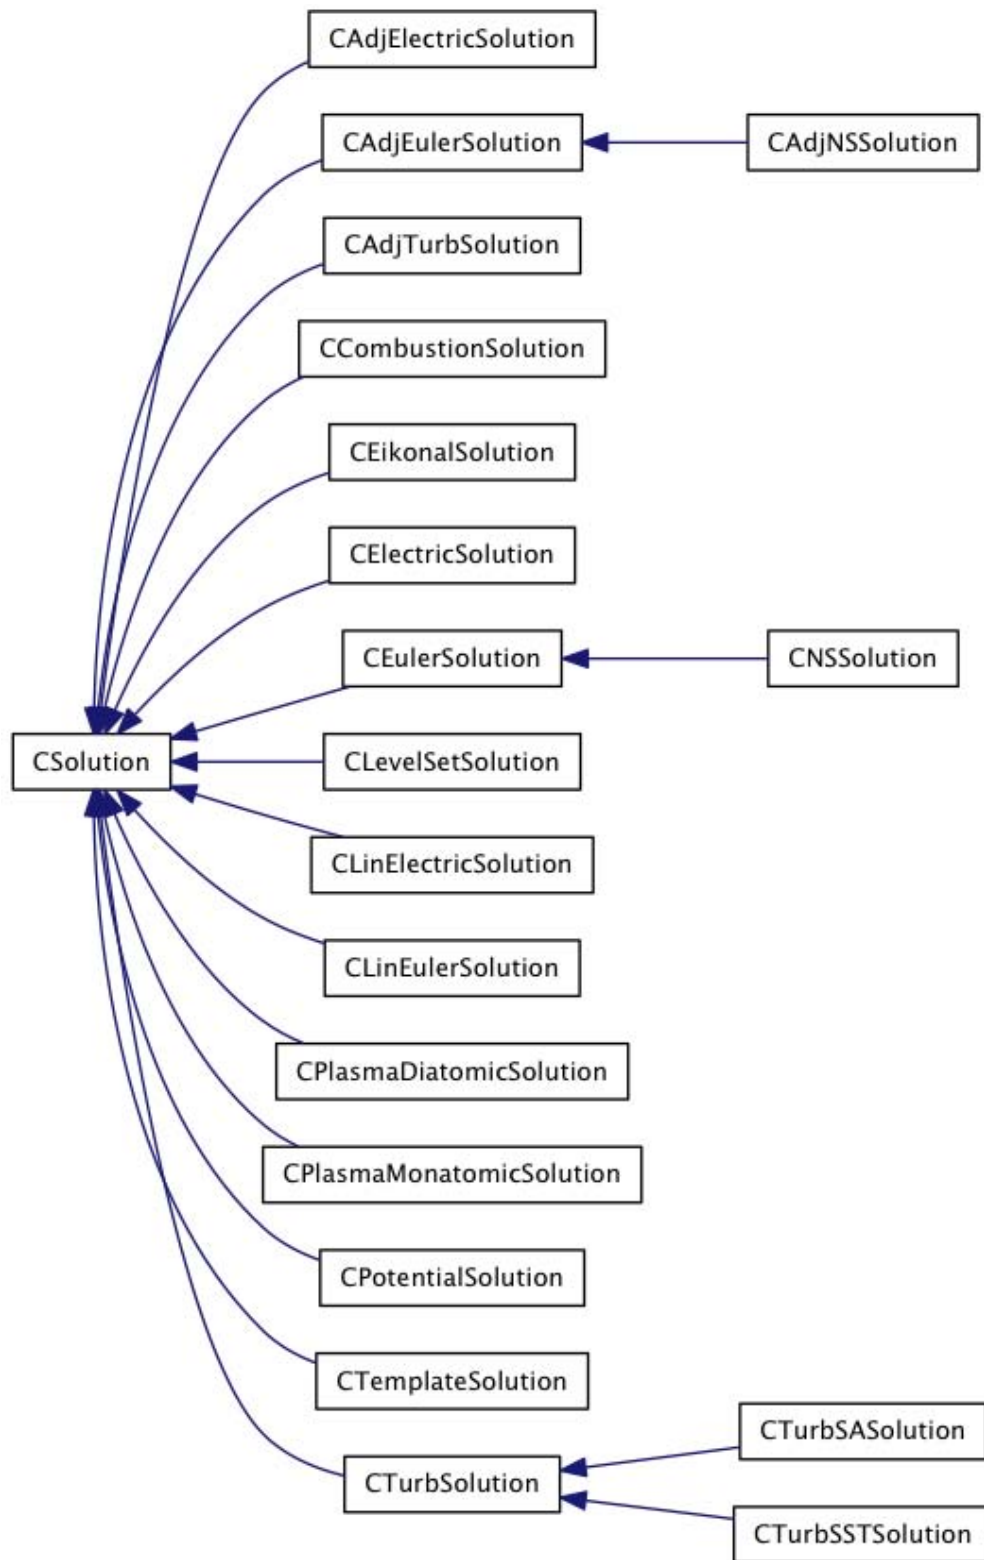 CAdjElectricSolution
CAdjEulerSolution
CAdjNSSolution
CAdjTurbSolution
CCombustionSolution
CEikonalSolution
CElectricSolution
CEulerSolution
CNSSolution
CSolution
CLevelSetSolution
CLinElectricSolution
CLinEulerSolution
CPlasmaDiatomicSolution
CPlasmaMonatomicSolution
CPotentialSolution
CTemplateSolution
CTurbSASolution
CTurbSolution
CTurbSSTSolution